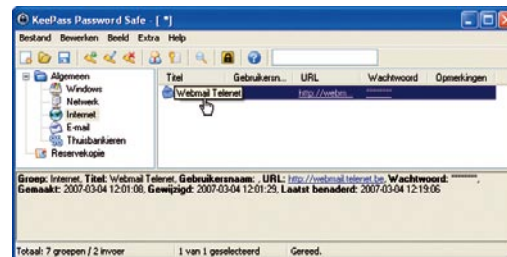 KeePass Password Safe - [ *]
Bestand Bewerken Beeld Extra Help
Titel Gebruikersn... URL Wachtwoord Opmerkingen
Algemeen
Windows
Netwerk
Internet
E-mail
Thuisbankieren
Reservekopie
Webmail Telenet http://webm... ********
Groep: Internet, Titel: Webmail Telenet, Gebruikersnaam: , URL: http://webmail.telenet.be, Wachtwoord: ********,
Gemaakt: 2007-03-04 12:01:08, Gewijzigd: 2007-03-04 12:01:29, Laatst benaderd: 2007-03-04 12:19:06
Totaal: 7 groepen / 2 invoer 1 van 1 geselecteerd Gereed.